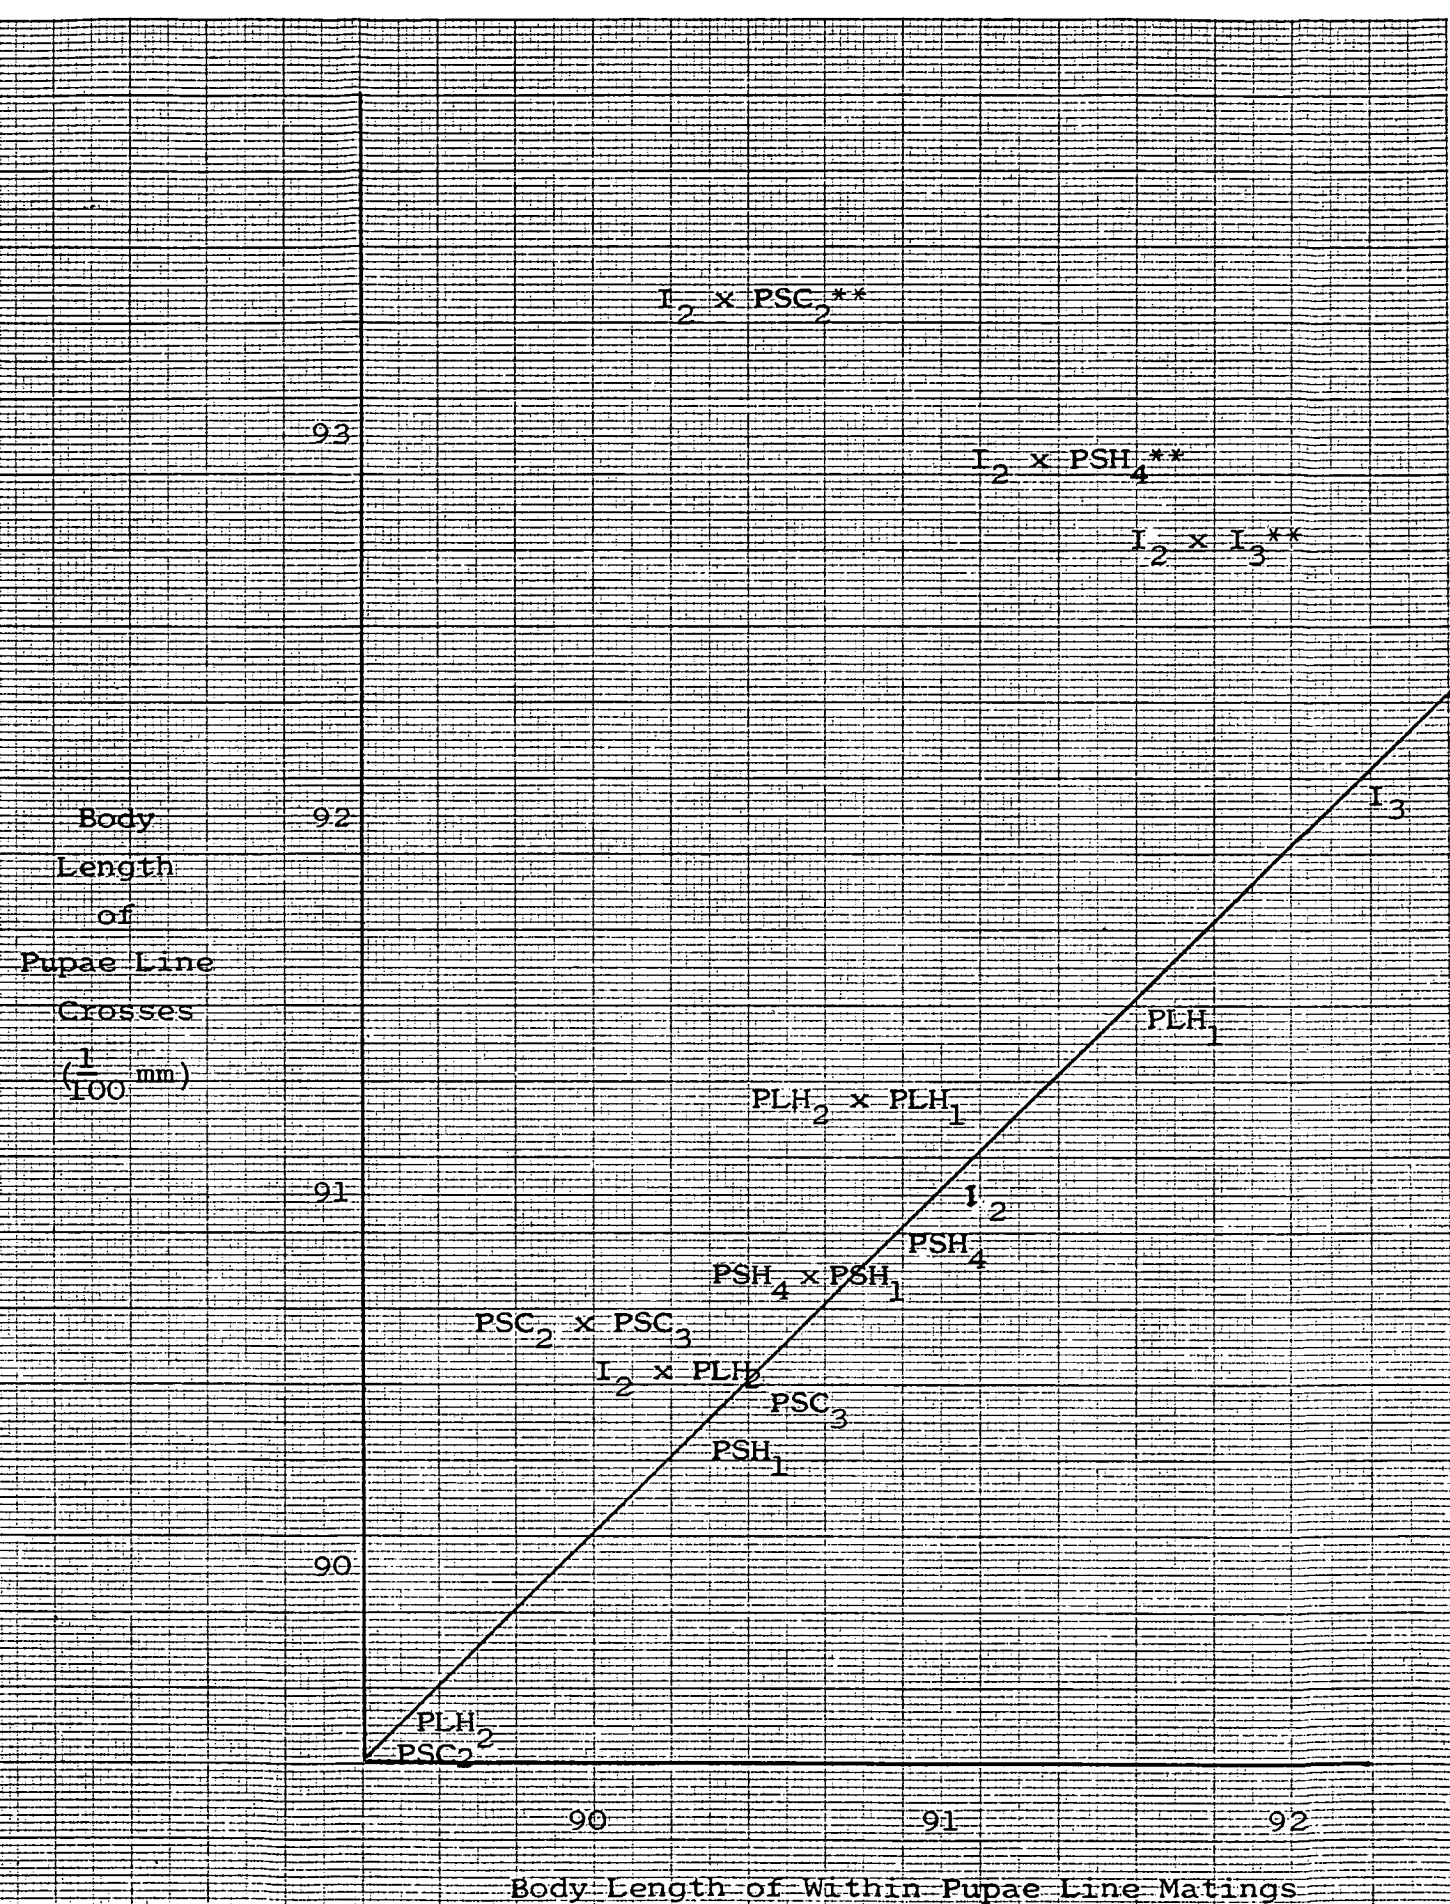 I2 x PSC2**
93
I2 x PSH4**
I2 x I3**
I3
Body
Length
of
Pupae Line
Crosses
(1/100 mm)
92
PLH1
PLH2 x PLH1
91
I2
PSH4
PSH4 x PSH1
PSC2 x PSC3
I2 x PLH2
PSC3
PSH1
90
PLH2
PSC2
90 91 92
Body Length of Within Pupae Line Matings